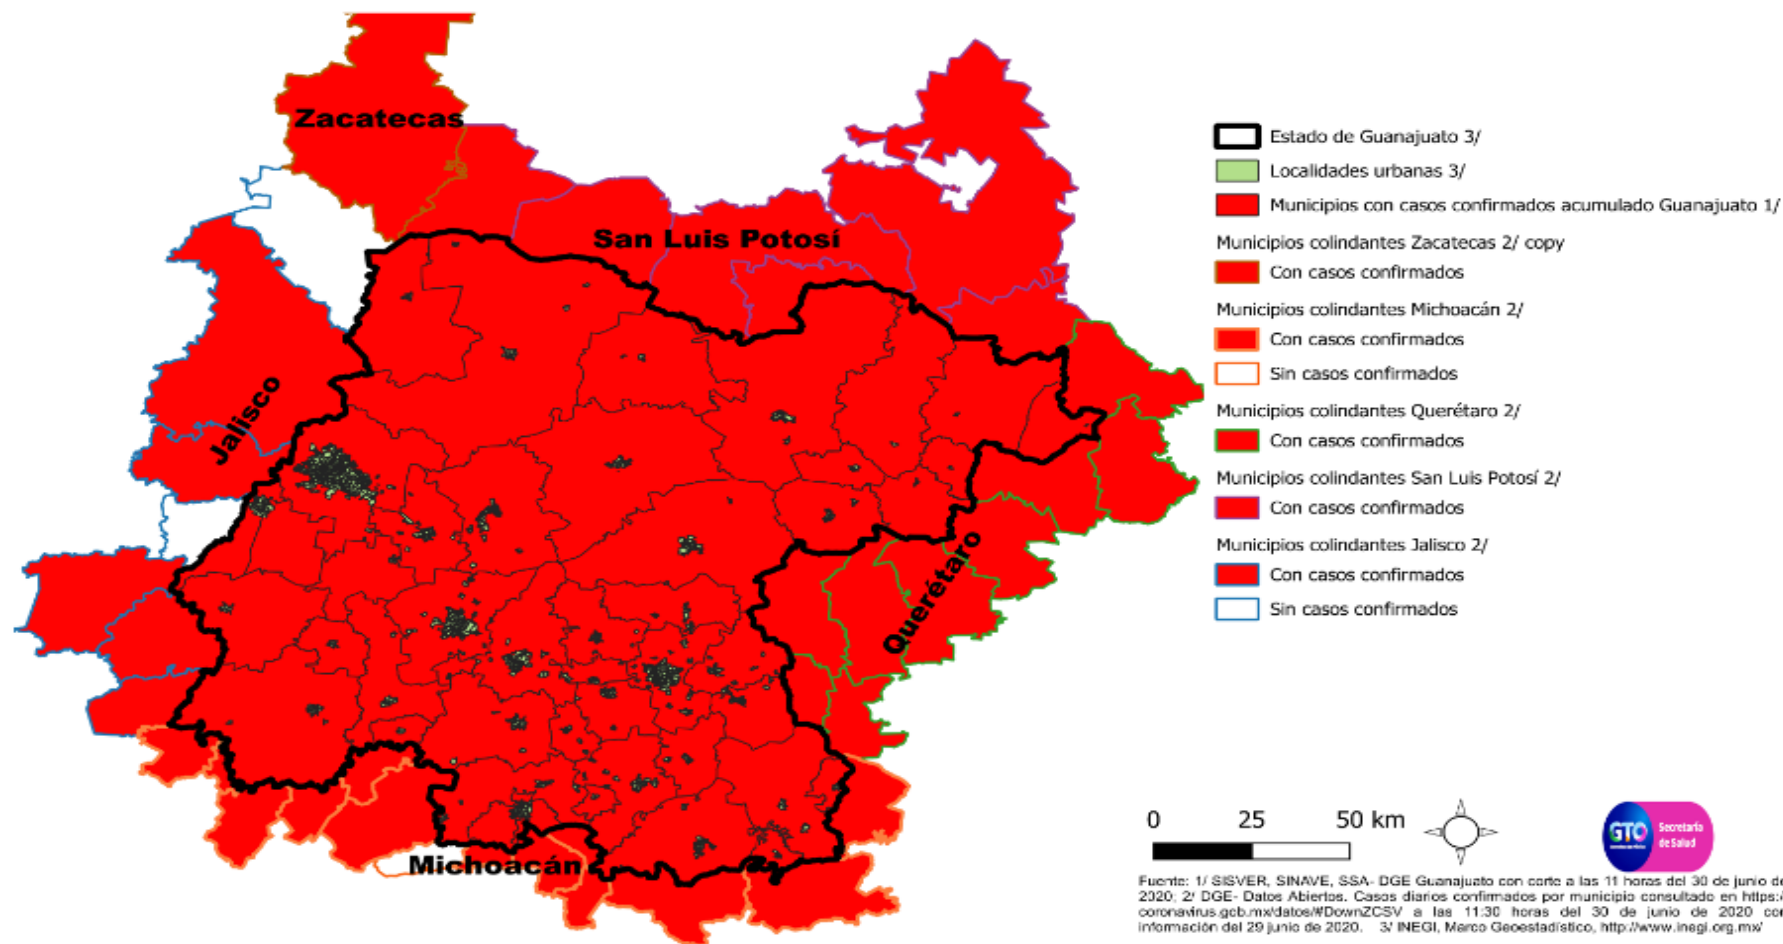 Zacatecas
San Luis Potosí
Jalisco
Querétaro
Michoacán
Estado de Guanajuato 3/
Localidades urbanas 3/
Municipios con casos confirmados acumulado Guanajuato 1/
Municipios colindantes Zacatecas 2/ copy
Con casos confirmados
Municipios colindantes Michoacán 2/
Con casos confirmados
Sin casos confirmados
Municipios colindantes Querétaro 2/
Con casos confirmados
Municipios colindantes San Luis Potosí 2/
Con casos confirmados
Municipios colindantes Jalisco 2/
Con casos confirmados
Sin casos confirmados
0 25 50 km
GTO
Secretaría
de Salud
Fuente: 1/ SISVER, SINAVE, SSA- DGE Guanajuato con corte a las 11 horas del 30 de junio de
2020; 2/ DGE- Datos Abiertos. Casos diarios confirmados por municipio consultado en https:/
coronavirus.gob.mx/datos/#DownZCSV a las 11:30 horas del 30 de junio de 2020 con
información del 29 junio de 2020. 3/ INEGI, Marco Geoestadístico, http://www.inegi.org.mx/